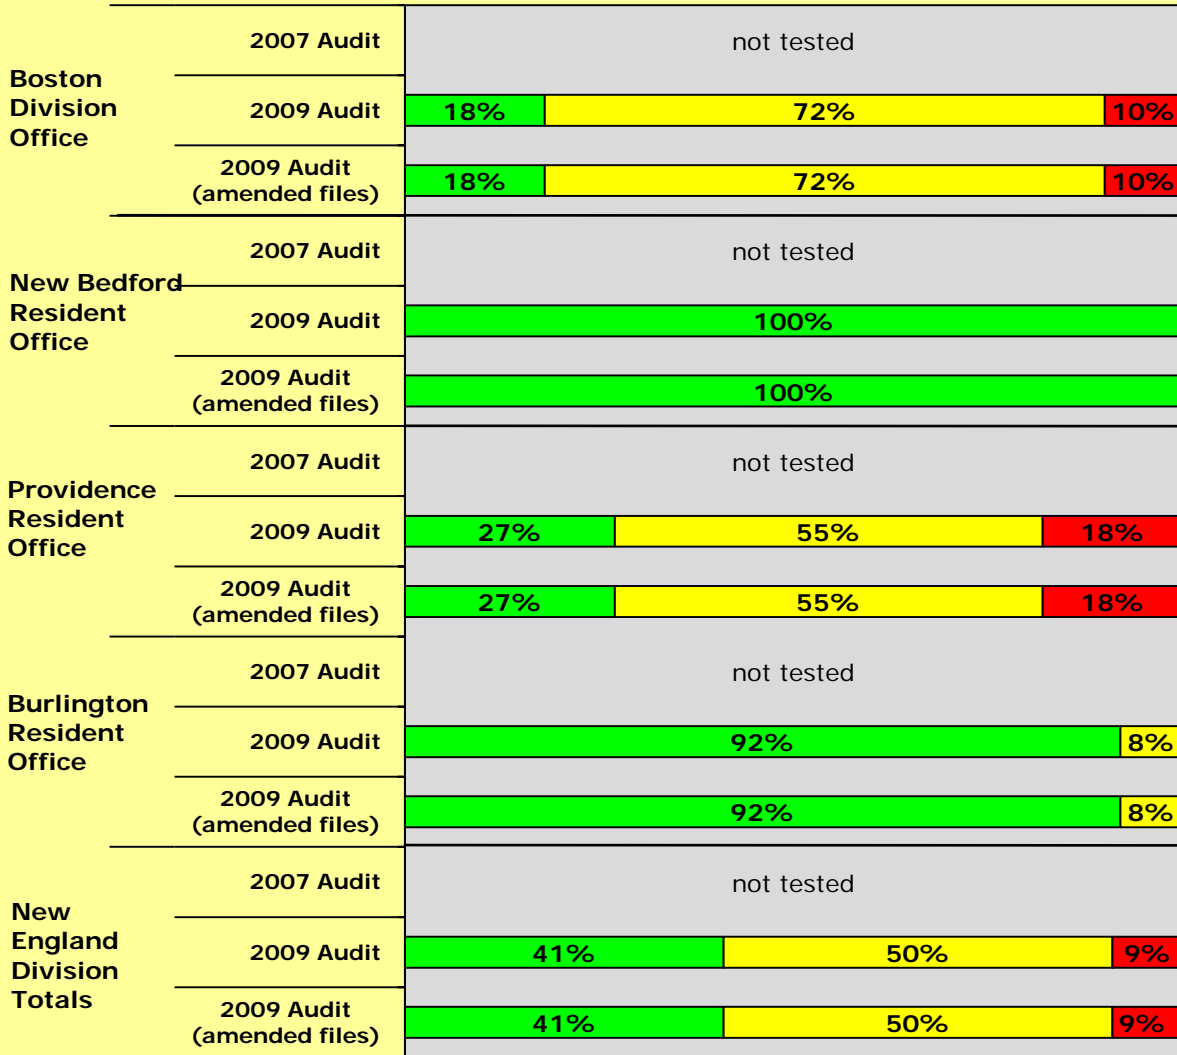 Boston
Division
Office
2007 Audit
not tested
2009 Audit
18% 72% 10%
2009 Audit
(amended files)
18% 72% 10%
New Bedford
Resident
Office
2007 Audit
not tested
2009 Audit
100%
2009 Audit
(amended files)
100%
Providence
Resident
Office
2007 Audit
not tested
2009 Audit
27% 55% 18%
2009 Audit
(amended files)
27% 55% 18%
Burlington
Resident
Office
2007 Audit
not tested
2009 Audit
92% 8%
2009 Audit
(amended files)
92% 8%
New
England
Division
Totals
2007 Audit
not tested
2009 Audit
41% 50% 9%
2009 Audit
(amended files)
41% 50% 9%